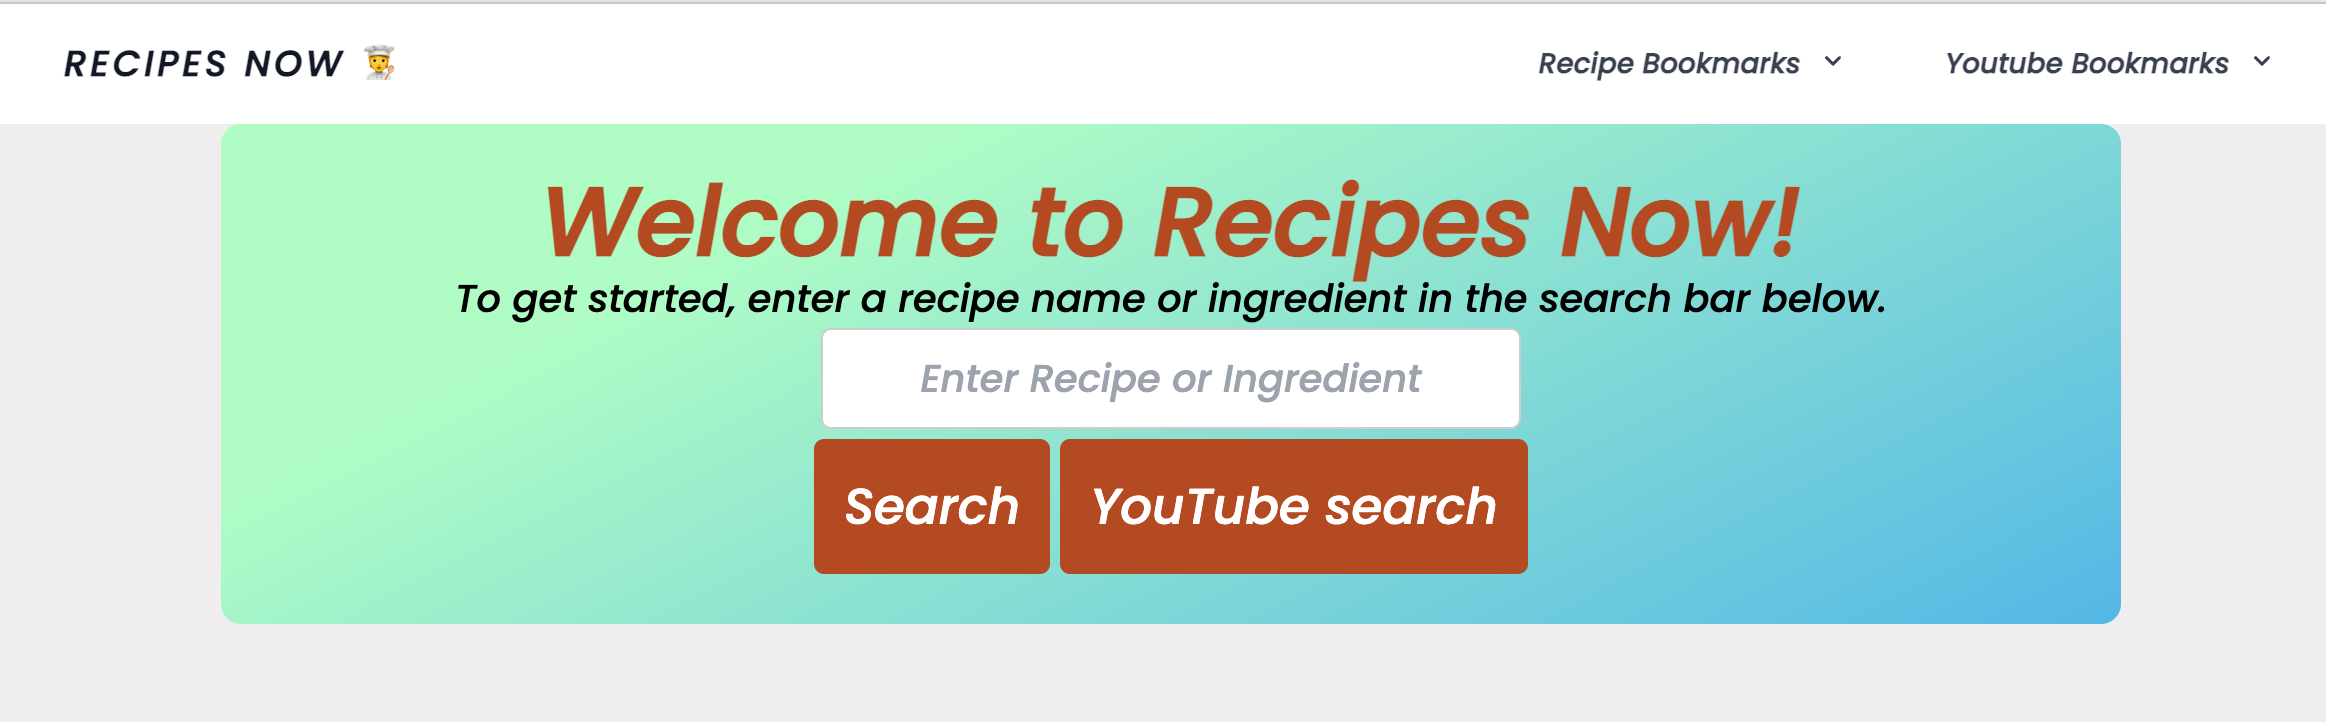 RECIPES NOW 👨‍🍳
Recipe Bookmarks
Youtube Bookmarks
Welcome to Recipes Now!
To get started, enter a recipe name or ingredient in the search bar below.
Enter Recipe or Ingredient
Search
YouTube search